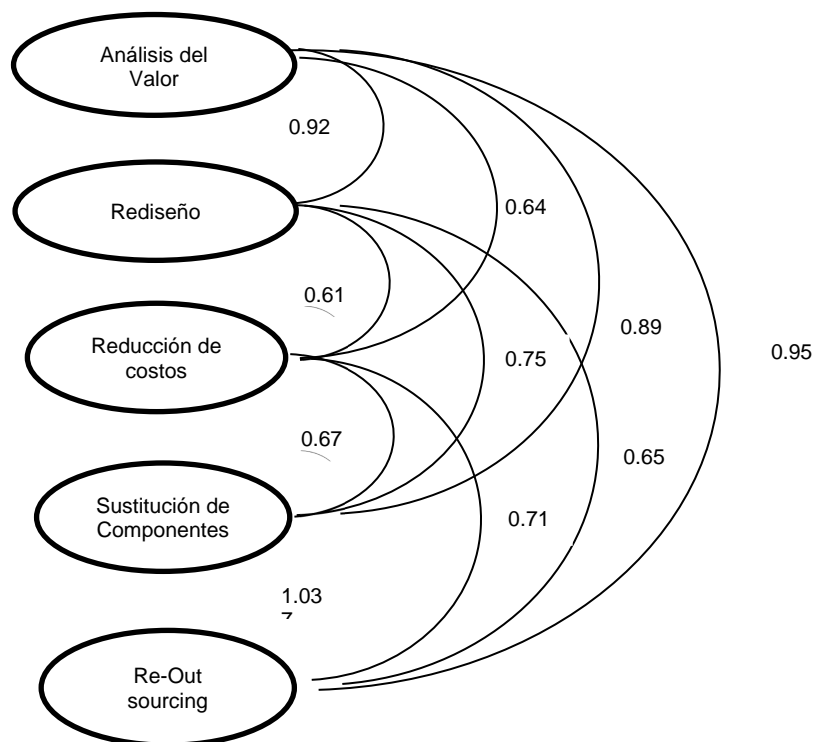 Análisis del
Valor
0.92
Rediseño
0.64
0.61
Reducción de
costos
0.89
0.95
0.75
0.67
0.65
Sustitución de
Componentes
0.71
1.03
Re-Out
sourcing